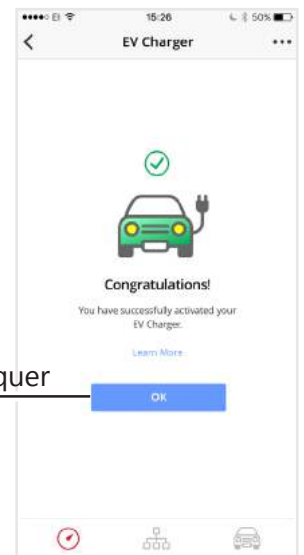 15:26
50%
EV Charger
Congratulations!
You have successfully activated your
EV Charger.
Learn More
quer
OK